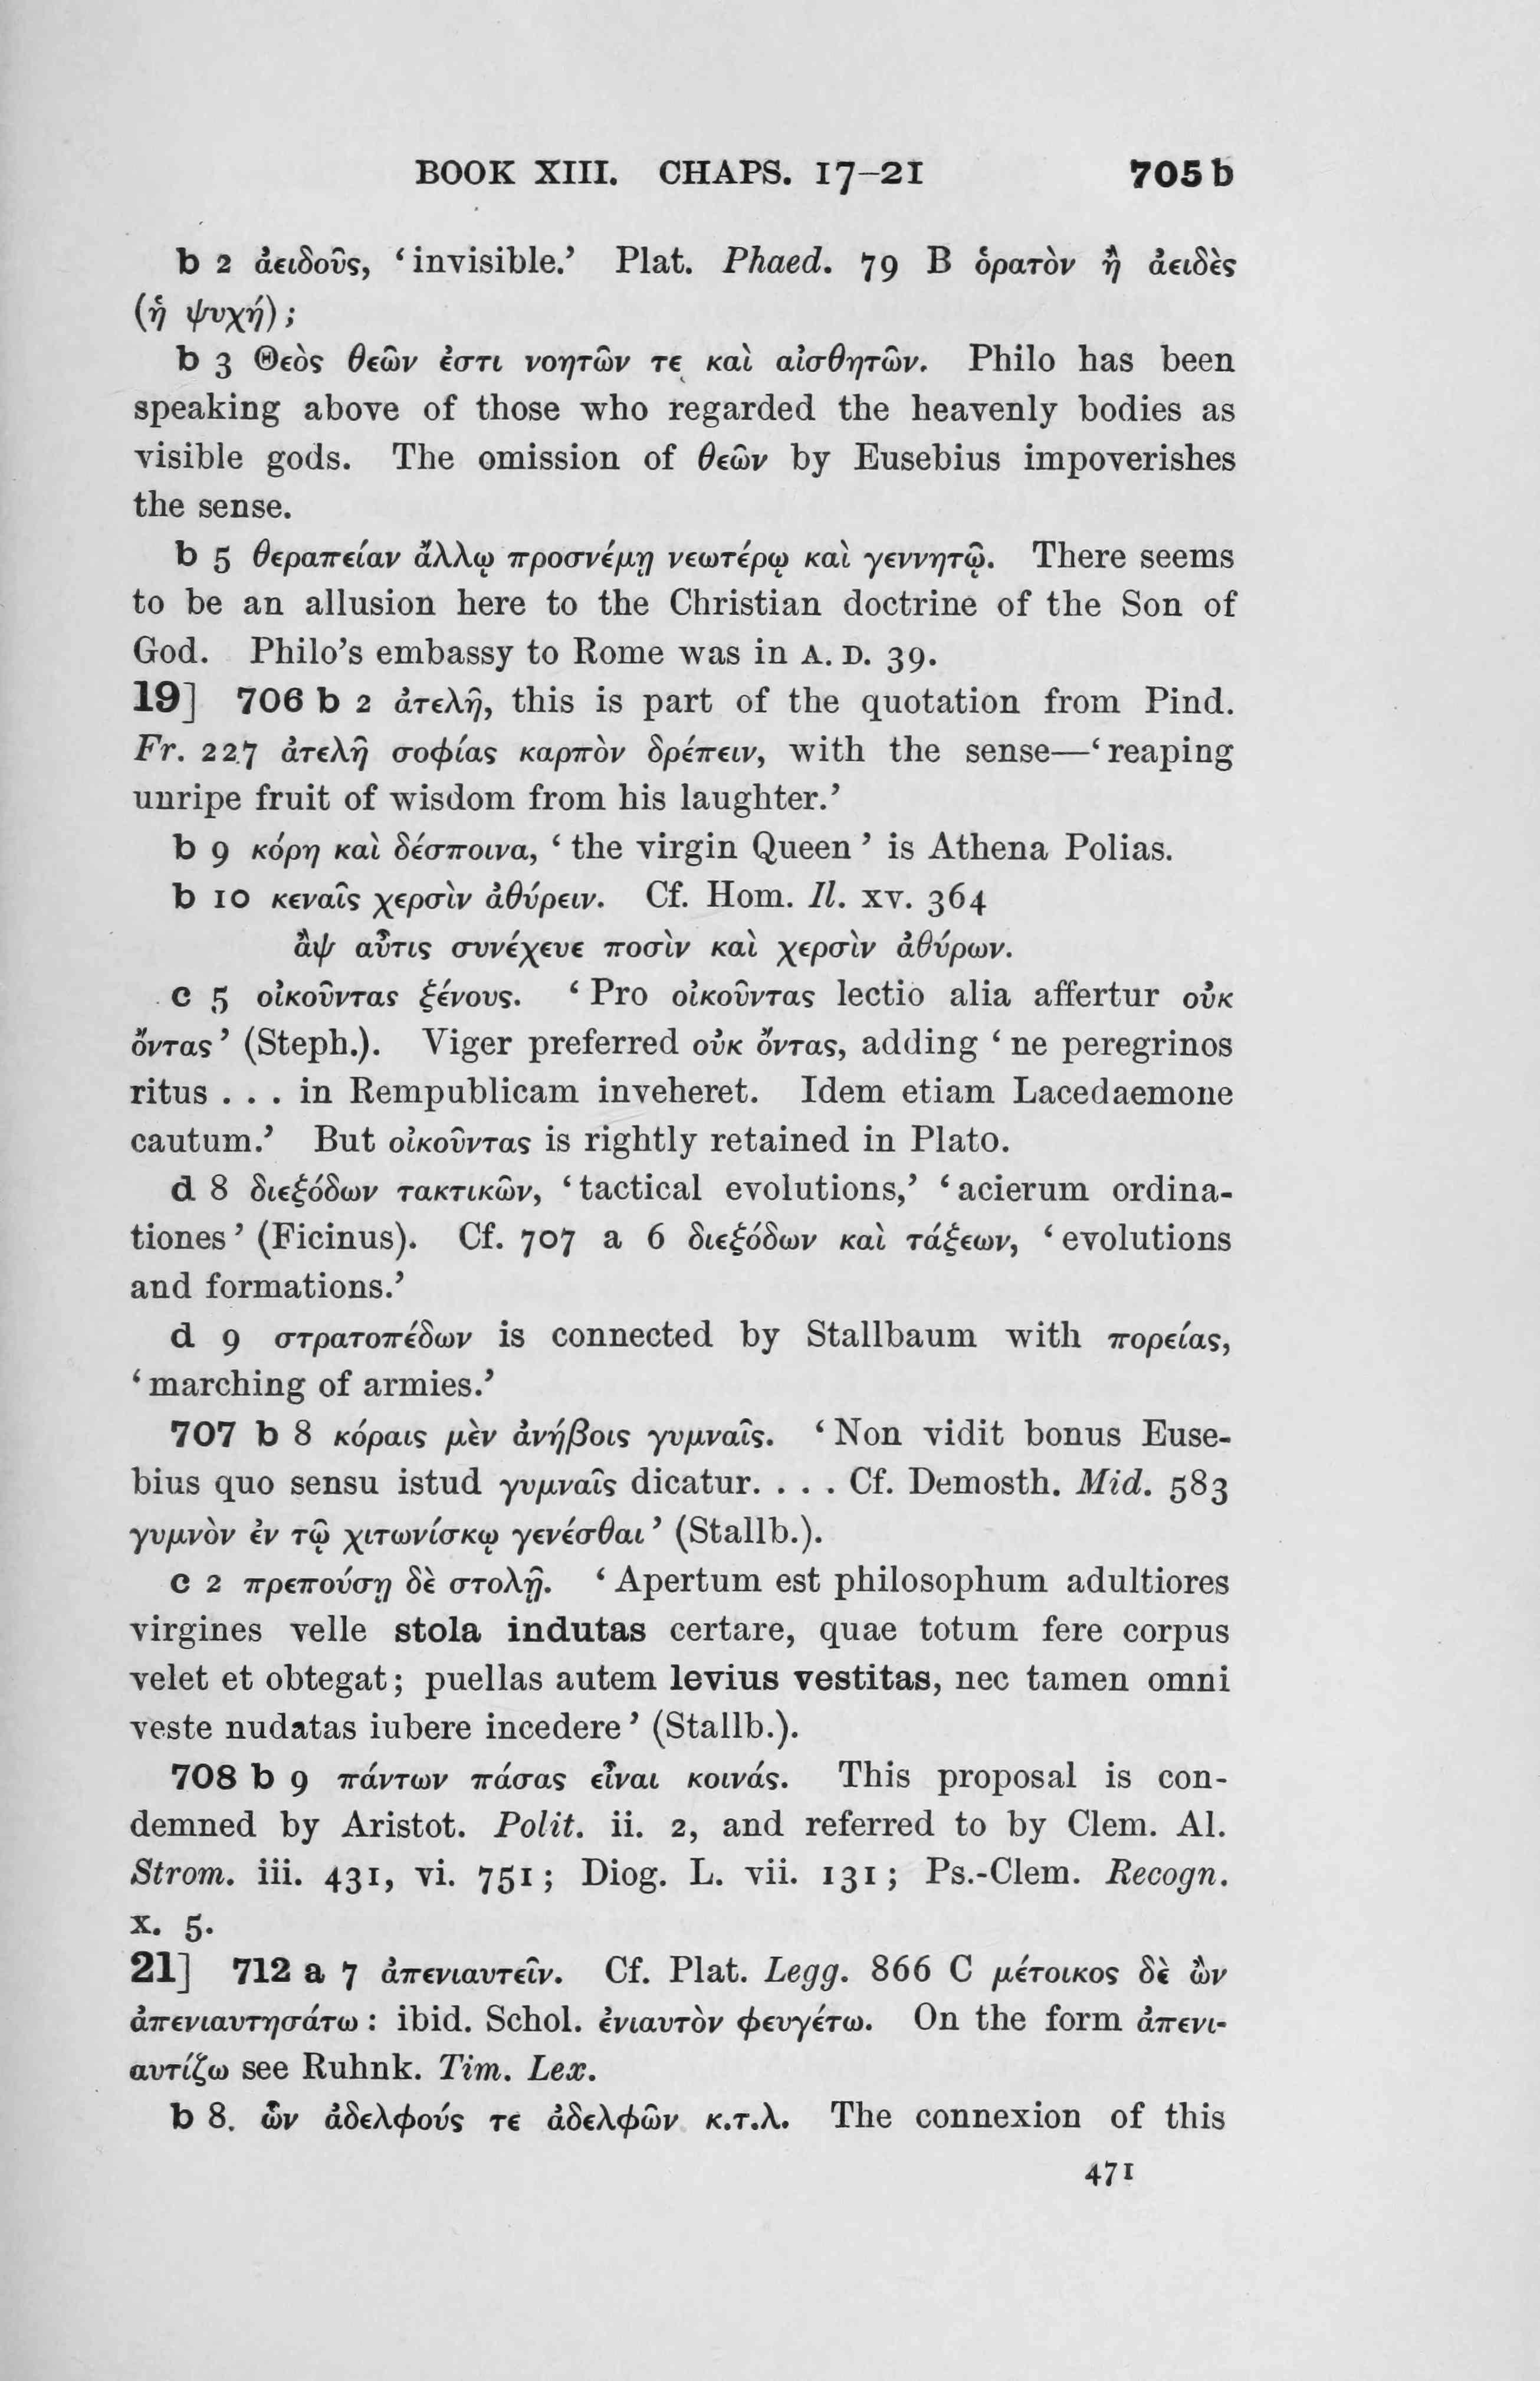 BOOK XIII. CHAPS. 17–21 705 b
b 2 ἀειδοῦς, ‘invisible.’ Plat. Phaed. 79 B ὁρατὸν ἢ ἀειδὲς
(ἡ ψυχή);
b 3 Θεὸς θεῶν ἐστι νοητῶν τε καὶ αἰσθητῶν. Philo has been
speaking above of those who regarded the heavenly bodies as
visible gods. The omission of θεῶν by Eusebius impoverishes
the sense.
b 5 θεραπείαν ἄλλῳ προσνέμῃ νεωτέρῳ καὶ γεννητῷ. There seems
to be an allusion here to the Christian doctrine of the Son of
God. Philo’s embassy to Rome was in A. D. 39.
19] 706 b 2 ἀτελῆ, this is part of the quotation from Pind.
Fr. 227 ἀτελῆ σοφίας καρπὸν δρέπειν, with the sense—‘reaping
unripe fruit of wisdom from his laughter.’
b 9 κόρη καὶ δέσποινα, ‘the virgin Queen’ is Athena Polias.
b 10 κεναῖς χερσὶν ἀθύρειν. Cf. Hom. Il. xv. 364
ἂψ αὖτις συνέχευε ποσὶν καὶ χερσὶν ἀθύρων.
c 5 οἰκοῦντας ξένους. ‘Pro οἰκοῦντας lectio alia affertur οὐκ
ὄντας’ (Steph.). Viger preferred οὐκ ὄντας, adding ‘ne peregrinos
ritus . . . in Rempublicam inveheret. Idem etiam Lacedaemone
cautum.’ But οἰκοῦντας is rightly retained in Plato.
d 8 διεξόδων τακτικῶν, ‘tactical evolutions,’ ‘acierum ordina-
tiones’ (Ficinus). Cf. 707 a 6 διεξόδων καὶ τάξεων, ‘evolutions
and formations.’
d 9 στρατοπέδων is connected by Stallbaum with πορείας,
‘marching of armies.’
707 b 8 κόραις μὲν ἀνήβοις γυμναῖς. ‘Non vidit bonus Euse-
bius quo sensu istud γυμναῖς dicatur. . . . Cf. Demosth. Mid. 583
γυμνὸν ἐν τῷ χιτωνίσκῳ γενέσθαι’ (Stallb.).
c 2 πρεπούσῃ δὲ στολῇ. ‘Apertum est philosophum adultiores
virgines velle stola indutas certare, quae totum fere corpus
velet et obtegat; puellas autem levius vestitas, nec tamen omni
veste nudatas iubere incedere’ (Stallb.).
708 b 9 πάντων πάσας εἶναι κοινάς. This proposal is con-
demned by Aristot. Polit. ii. 2, and referred to by Clem. Al.
Strom. iii. 431, vi. 751; Diog. L. vii. 131; Ps.-Clem. Recogn.
x. 5.
21] 712 a 7 ἀπενιαυτεῖν. Cf. Plat. Legg. 866 C μέτοικος δὲ ὢν
ἀπενιαυτησάτω: ibid. Schol. ἐνιαυτὸν φευγέτω. On the form ἀπενι-
αυτίζω see Ruhnk. Tim. Lex.
b 8. ὧν ἀδελφούς τε ἀδελφῶν κ.τ.λ. The connexion of this
471